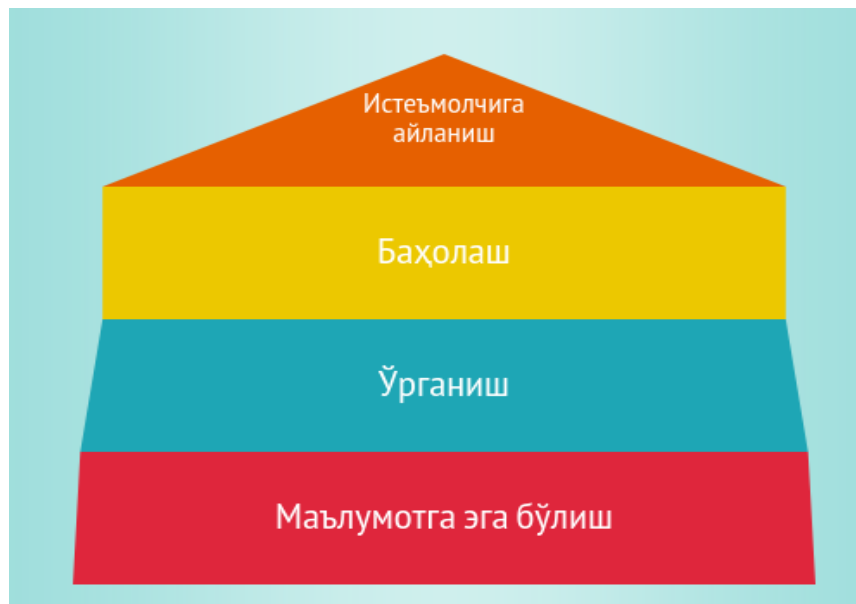 Истеъмолчига
айланиш
Баҳолаш
Ўрганиш
Маълумотга эга бўлиш